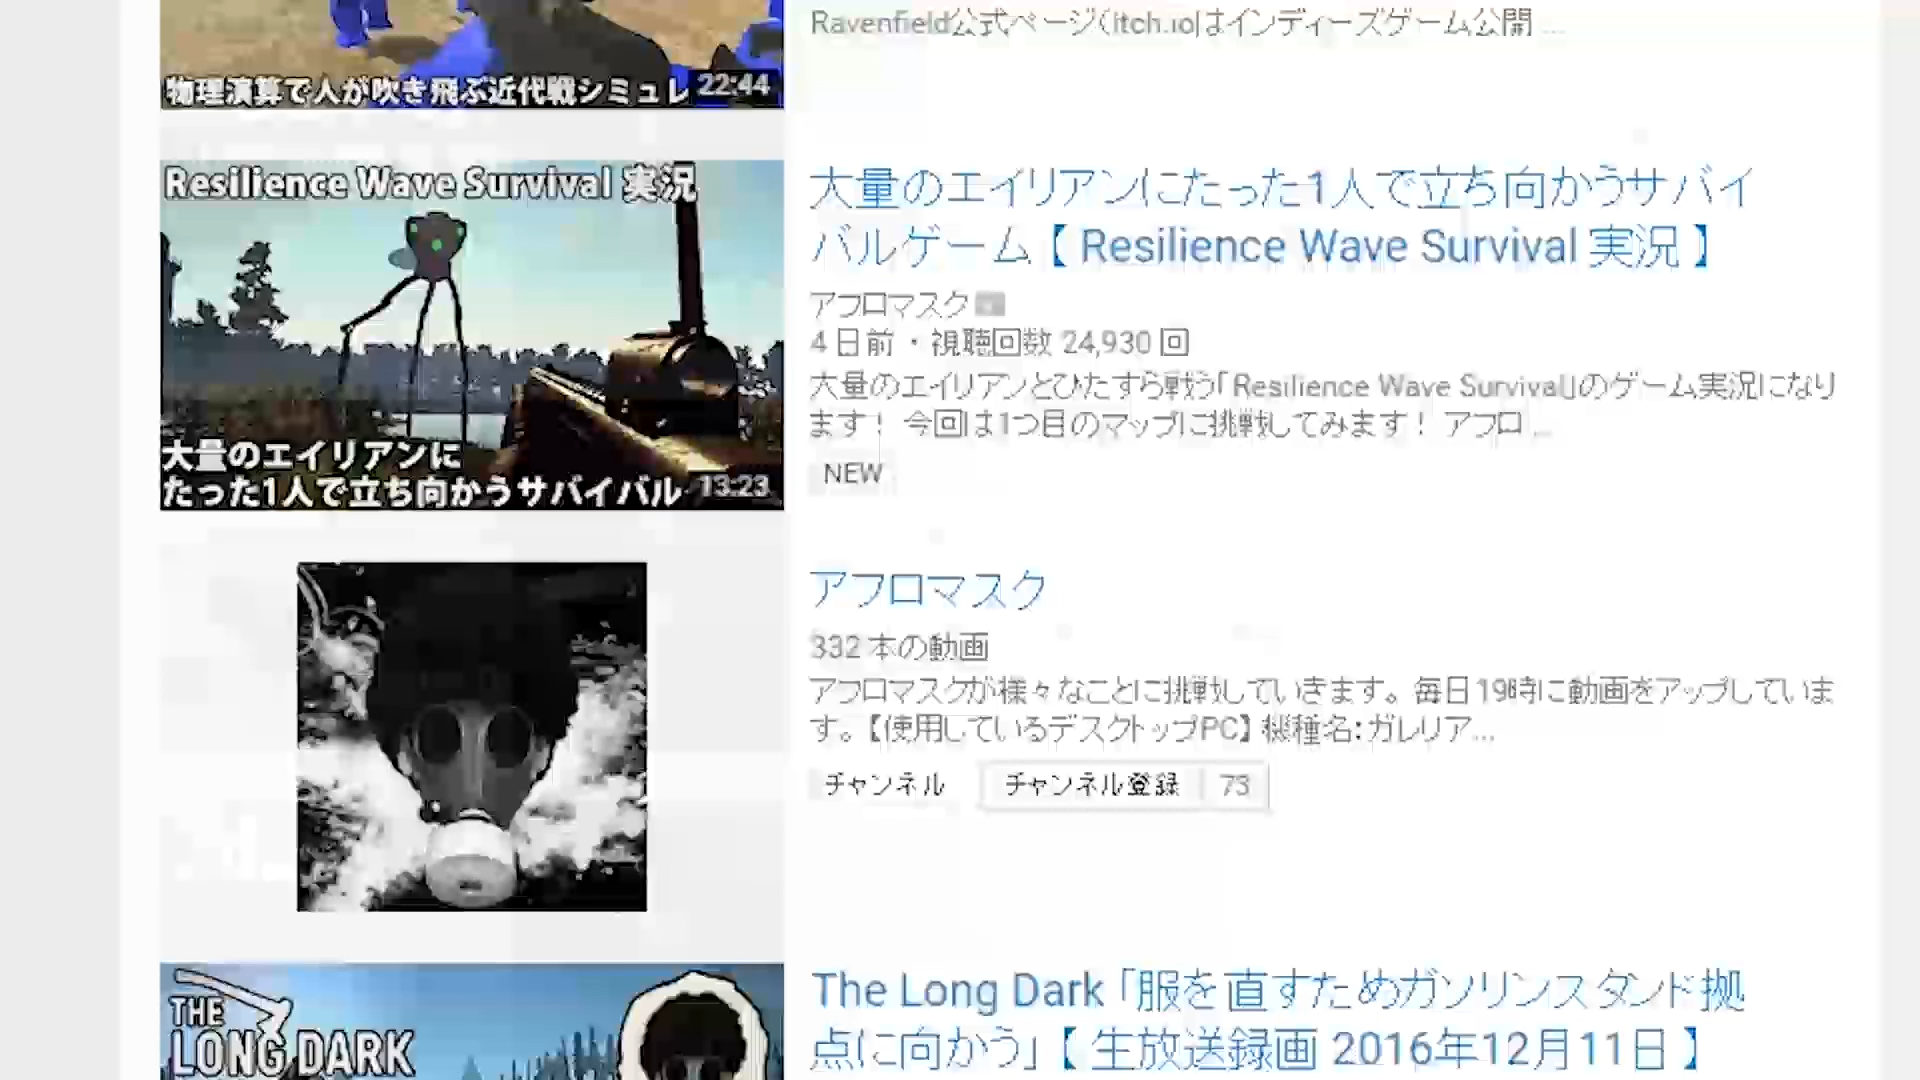 Ravenfield公式ページ(itch.ioはインディーズゲーム公開 ...
物理演算で人が吹き飛ぶ近代戦シミュレ
22:44
Resilience Wave Survival 実況
大量のエイリアンに
たった1人で立ち向かうサバイバル
13:23
大量のエイリアンにたった1人で立ち向かうサバイ
バルゲーム【 Resilience Wave Survival 実況 】
アフロマスク
4 日前・視聴回数 24,930 回
大量のエイリアンとひたすら戦う「Resilience Wave Survival」のゲーム実況になり
ます！ 今回は1つ目のマップに挑戦してみます！ アフロ ...
NEW
アフロマスク
332 本の動画
アフロマスクが様々なことに挑戦していきます。毎日19時に動画をアップしていま
す。【使用しているデスクトップPC】 機種名：ガレリア...
チャンネル
チャンネル登録 73
THE
LONG DARK
The Long Dark 「服を直すためガソリンスタンド拠
点に向かう」【 生放送録画 2016年12月11日 】